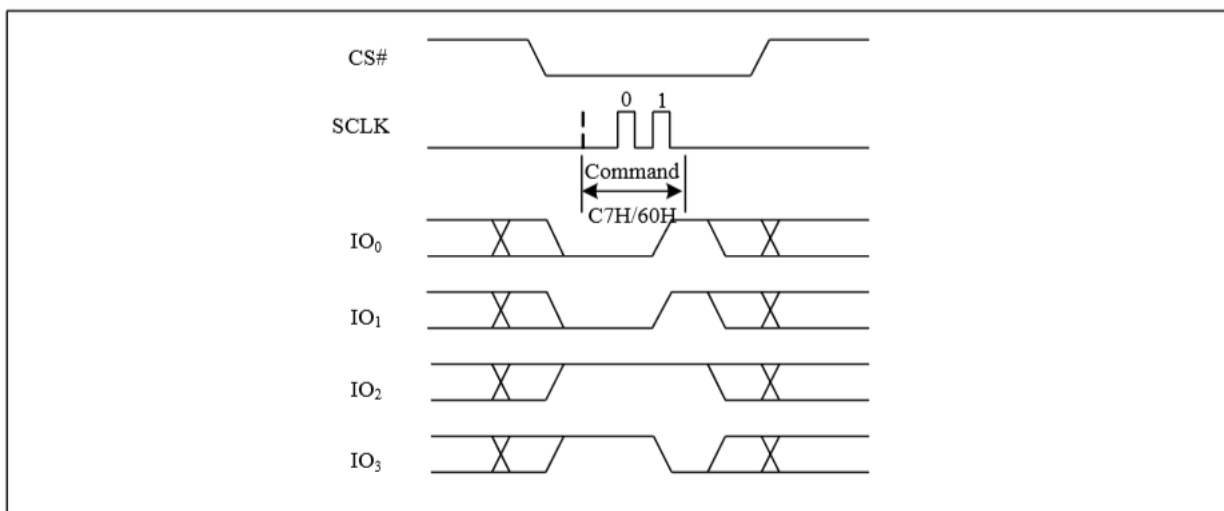 CS#
0 1
SCLK
Command
C7H/60H
IO₀
IO₁
IO₂
IO₃